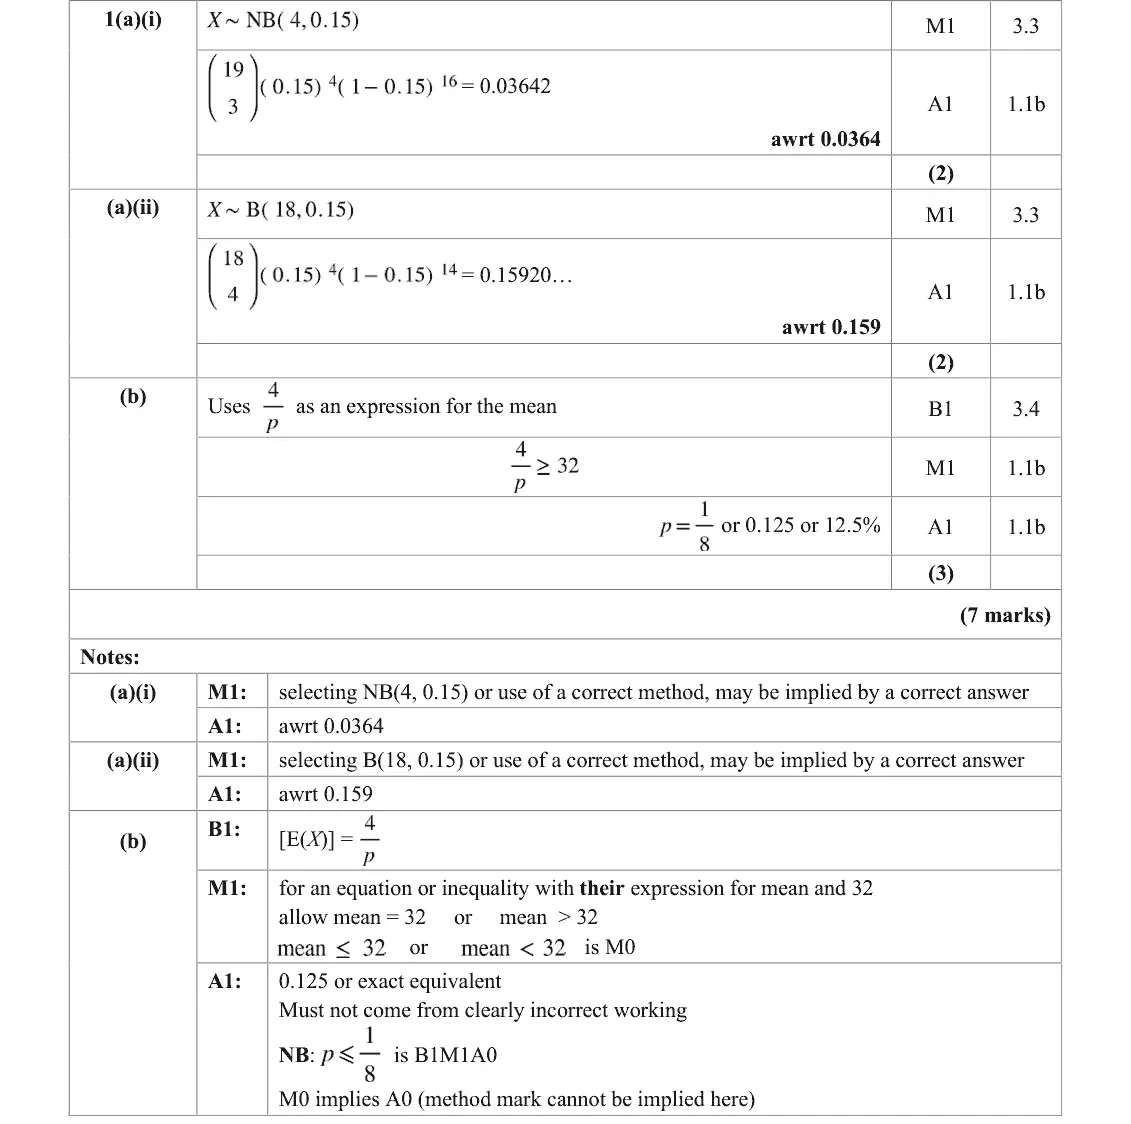 1(a)(i) X ~ NB( 4, 0.15) M1 3.3
(19 3)( 0.15) ⁴( 1 − 0.15) ¹⁶ = 0.03642 A1 1.1b
awrt 0.0364
(2)
(a)(ii) X ~ B( 18, 0.15) M1 3.3
(18 4)( 0.15) ⁴( 1 − 0.15) ¹⁴ = 0.15920… A1 1.1b
awrt 0.159
(2)
(b) Uses 4/p as an expression for the mean B1 3.4
4/p ≥ 32 M1 1.1b
p = 1/8 or 0.125 or 12.5% A1 1.1b
(3)
(7 marks)
Notes:
(a)(i) M1: selecting NB(4, 0.15) or use of a correct method, may be implied by a correct answer
A1: awrt 0.0364
(a)(ii) M1: selecting B(18, 0.15) or use of a correct method, may be implied by a correct answer
A1: awrt 0.159
(b) B1: [E(X)] = 4/p
M1: for an equation or inequality with their expression for mean and 32
allow mean = 32 or mean > 32
mean ≤ 32 or mean < 32 is M0
A1: 0.125 or exact equivalent
Must not come from clearly incorrect working
NB: p ⩽ 1/8 is B1M1A0
M0 implies A0 (method mark cannot be implied here)